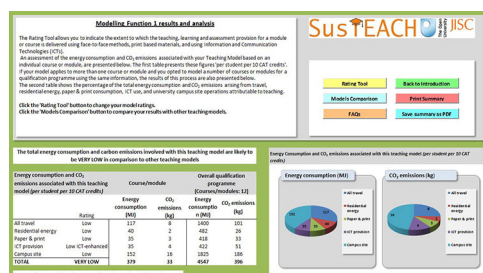 Modelling Function 1 results and analysis
The Rating Tool allows you to indicate the extent to which the teaching, learning and assessment provision for a module
or course is delivered using face-to-face methods, print based materials, and using Information and Communication
Technologies (ICTs).
An assessment of the energy consumption and CO₂ emissions associated with your Teaching Model based on an
individual course or module, are presented below. The first table presents these figures 'per student per 10 CAT credits'.
If your model applies to more than one course or module and you opted to model a number of courses or modules for a
qualification programme using the same information, the results of this process are also presented below.
The second table shows the percentage of the total energy consumption and CO₂ emissions arising from travel,
residential energy, paper & print consumption, ICT use, and university campus site operations attributable to teaching.
Click the 'Rating Tool' button to change your model ratings.
Click the 'Models Comparison' button to compare your results with other teaching models.
SusTEACH JISC
Rating Tool Back to Introduction
Models Comparison Print Summary
FAQs Save summary as PDF
The total energy consumption and carbon emissions involved with this teaching model are likely to
be VERY LOW in comparison to other teaching models
Energy Consumption and CO₂ emissions associated with this teaching model (per student per 10 CAT
credits)
Energy consumption and CO₂
emissions associated with this teaching
model (per student per 10 CAT credits)
Course/module
Overall qualification
programme
(Courses/modules: 12)
Rating
Energy
consumption
(MJ)
CO₂
emissions
(kg)
Energy
consumptio
n (MJ)
CO₂ emissions
(kg)
All travel Low 117 8 1400 101
Residential energy Low 40 2 482 26
Paper & print Low 35 3 418 33
ICT provision Low ICT-enhanced 35 4 422 51
Campus site Low 152 16 1825 186
TOTAL VERY LOW 379 33 4547 396
Energy consumption (MJ)
All travel
Residential
energy
Paper & print
ICT provision
Campus site
CO₂ emissions (kg)
All travel
Residential
energy
Paper & print
ICT provision
Campus site